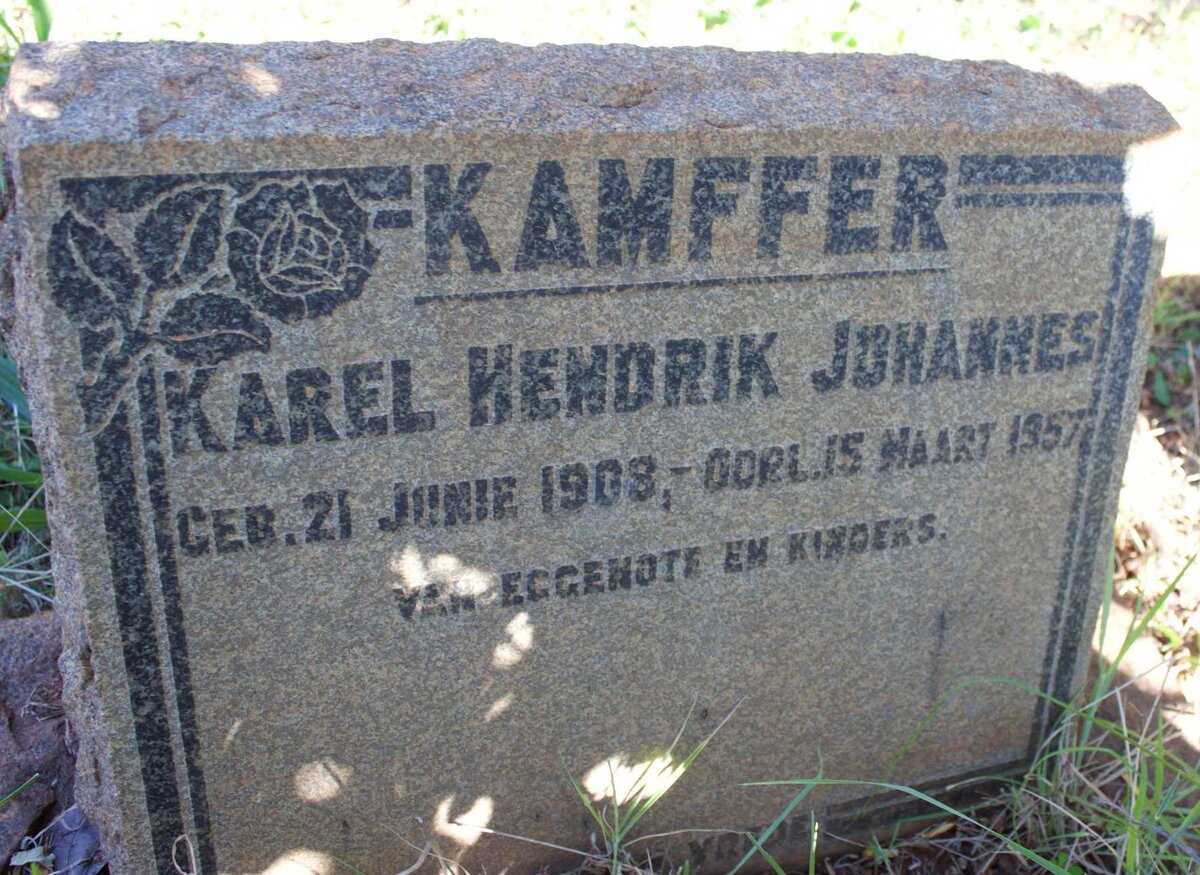 KAMFFER
KAREL HENDRIK JOHANNES
GEB. 21 JUNIE 1908, - OORL. 15 MAART 1957
VAN EGGENOTE EN KINDERS.